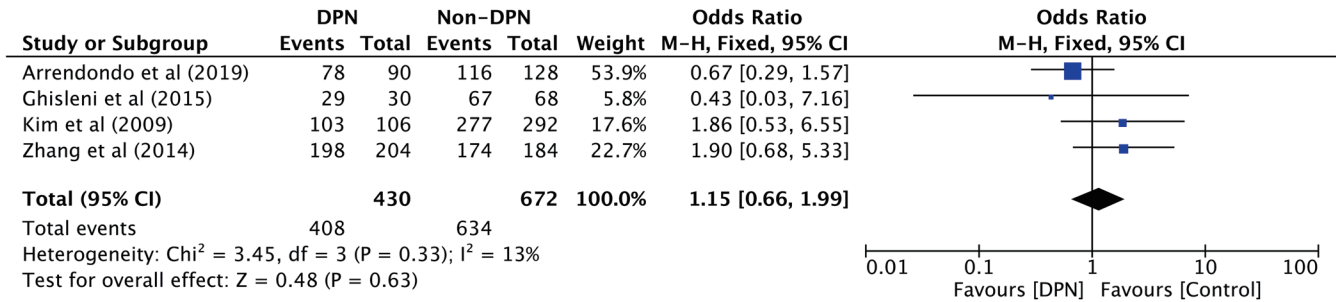 DPN Non-DPN Odds Ratio Odds Ratio
Study or Subgroup Events Total Events Total Weight M-H, Fixed, 95% CI M-H, Fixed, 95% CI
Arrendondo et al (2019) 78 90 116 128 53.9% 0.67 [0.29, 1.57]
Ghisleni et al (2015) 29 30 67 68 5.8% 0.43 [0.03, 7.16]
Kim et al (2009) 103 106 277 292 17.6% 1.86 [0.53, 6.55]
Zhang et al (2014) 198 204 174 184 22.7% 1.90 [0.68, 5.33]
Total (95% CI) 430 672 100.0% 1.15 [0.66, 1.99]
Total events 408 634
Heterogeneity: Chi² = 3.45, df = 3 (P = 0.33); I² = 13%
Test for overall effect: Z = 0.48 (P = 0.63)
0.01 0.1 1 10 100
Favours [DPN] Favours [Control]